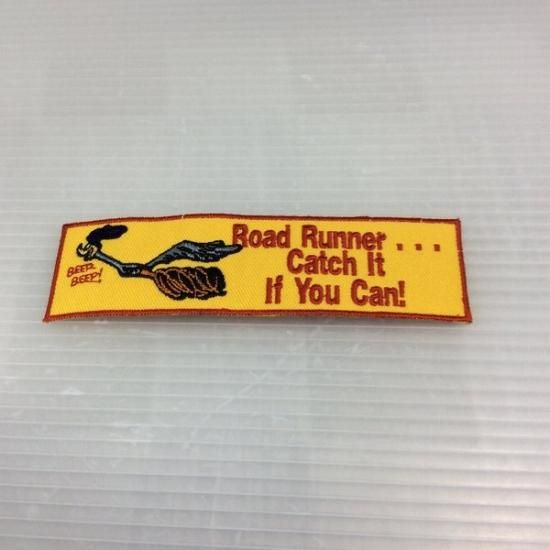 BEEP
BEEP!
Road Runner . . .
Catch It
If You Can!